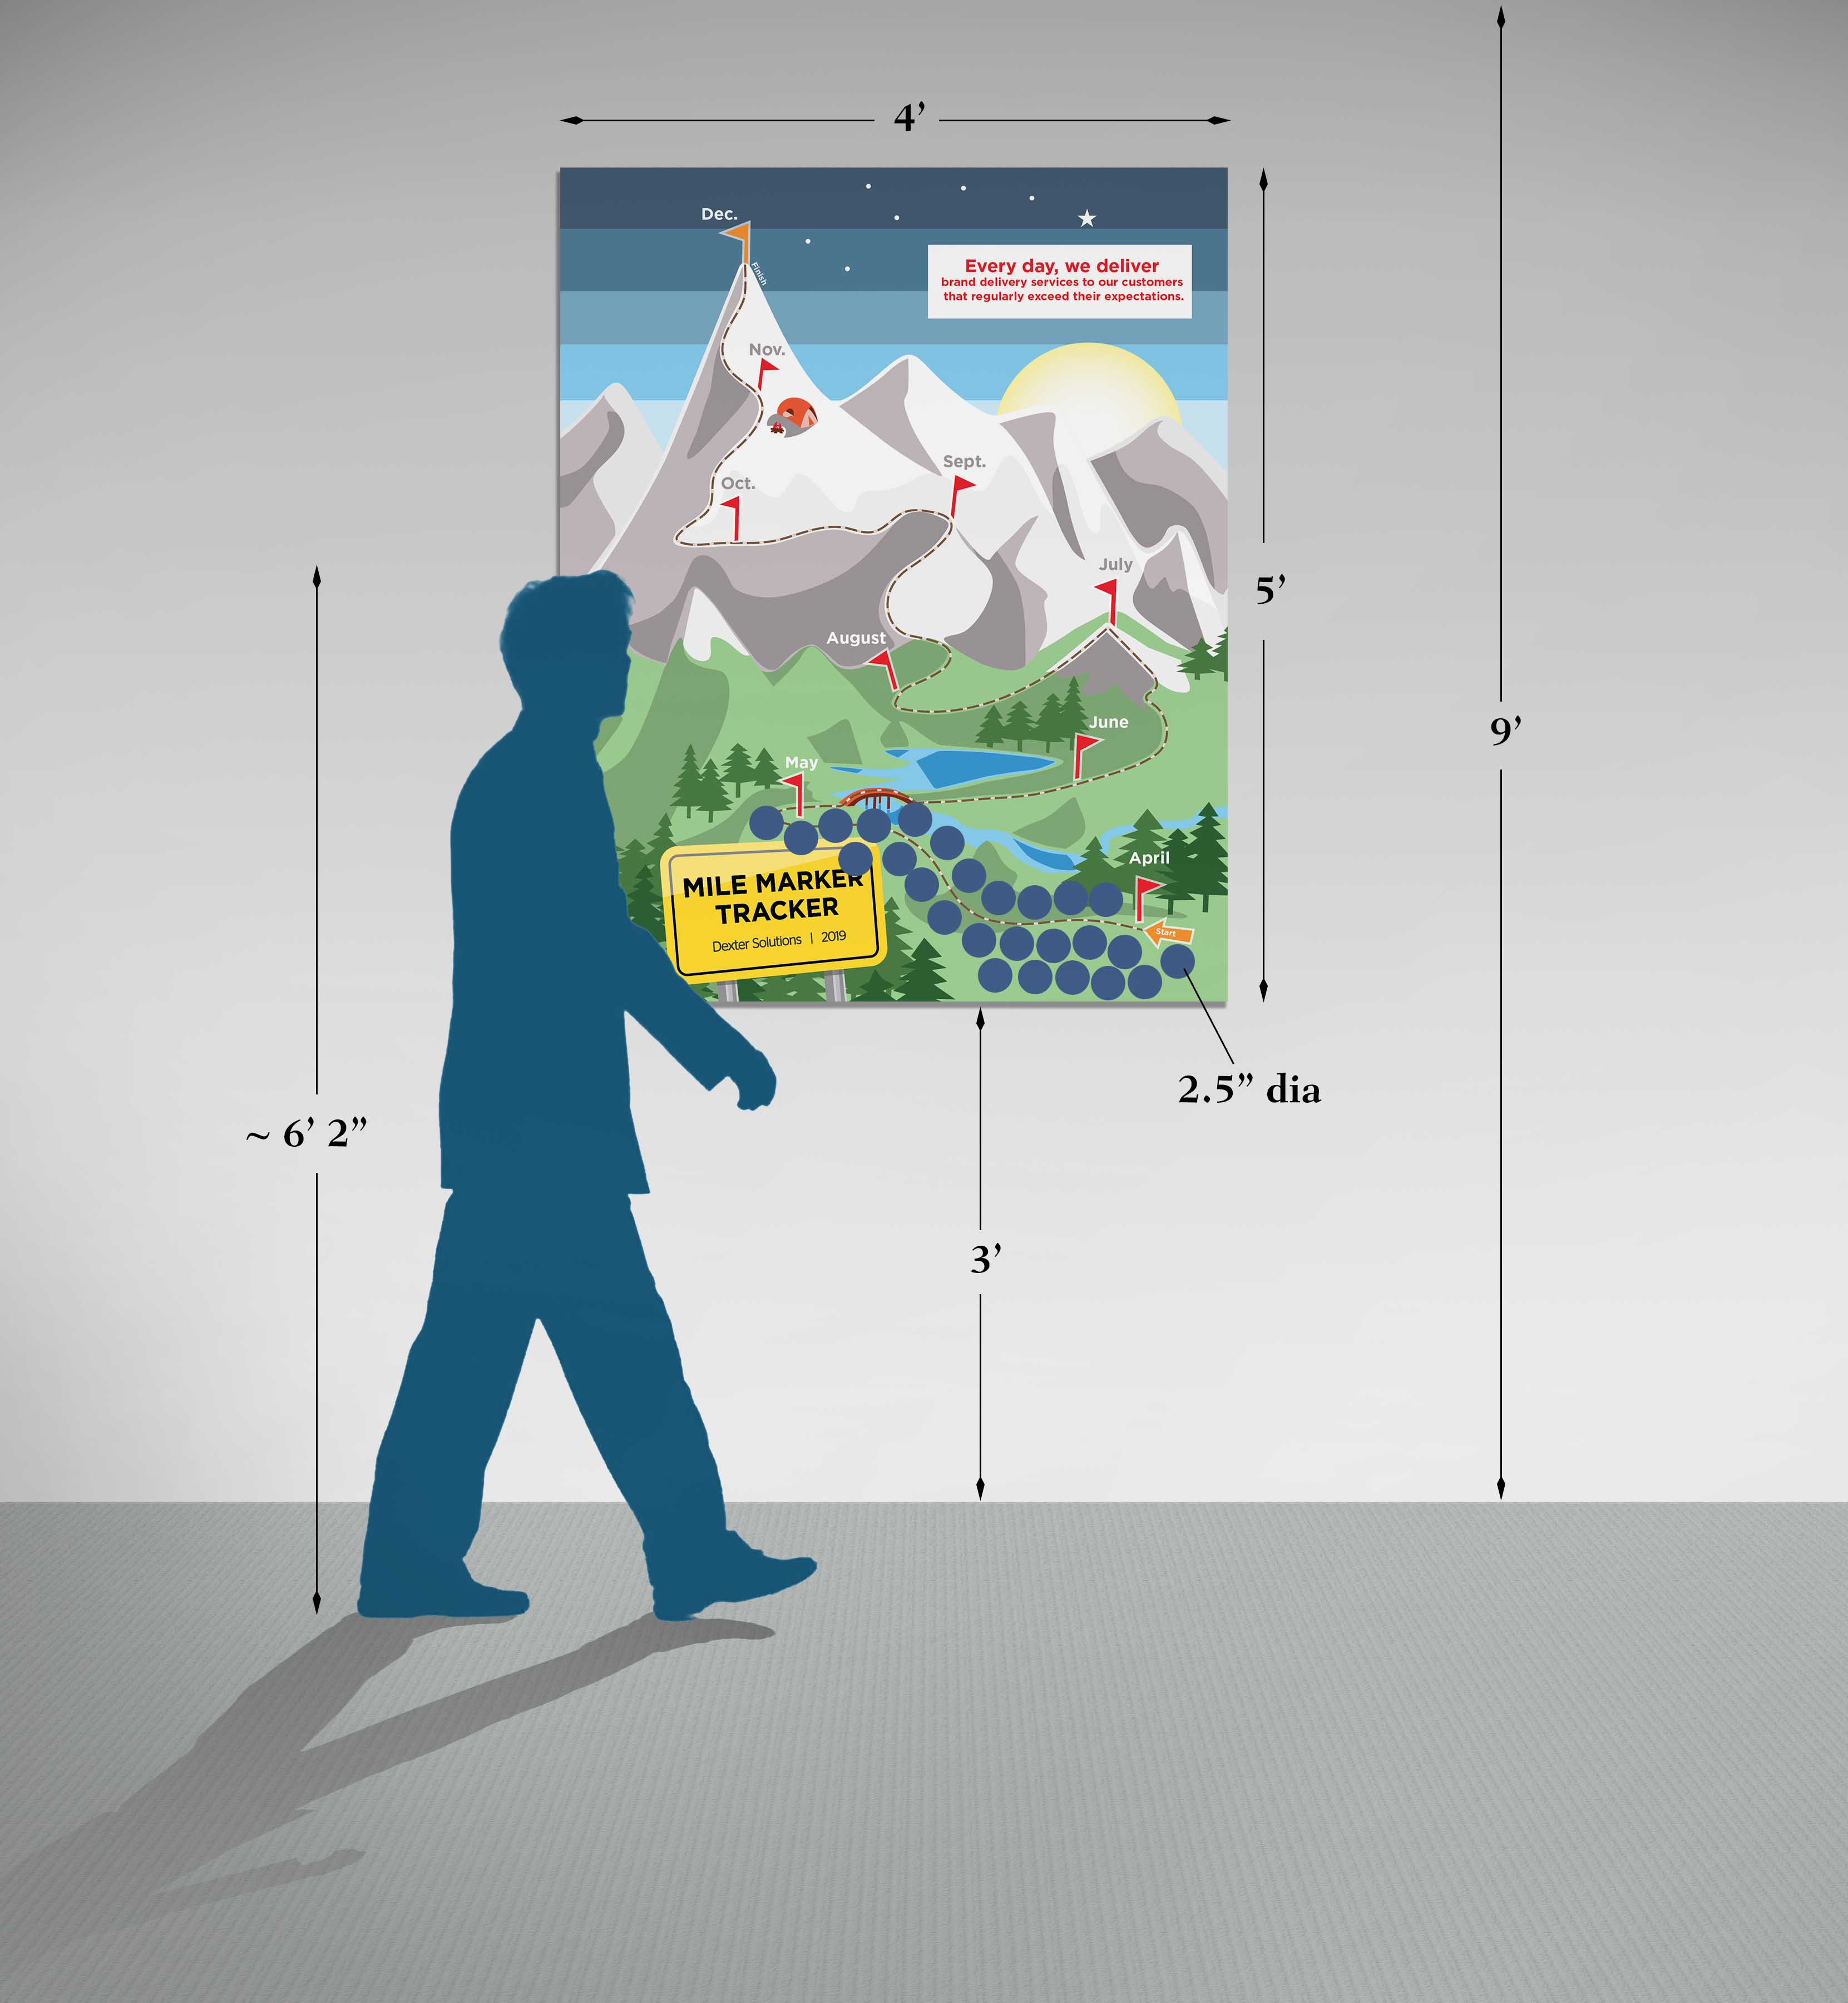 4’
Dec.
Finish
Every day, we deliver
brand delivery services to our customers
that regularly exceed their expectations.
Nov.
Sept.
Oct.
July
5’
August
9’
June
May
April
MILE MARKER
TRACKER
Start
Dexter Solutions | 2019
2.5” dia
~ 6’ 2”
3’